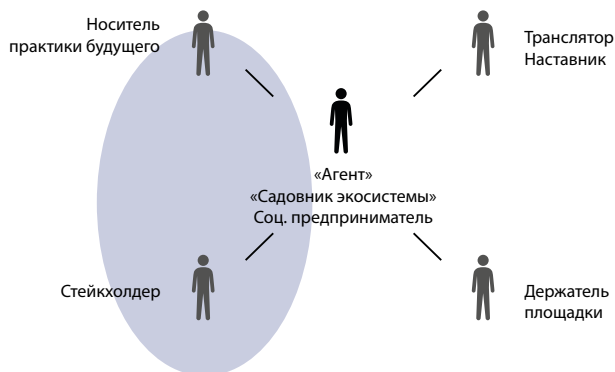 Носитель
практики будущего
Транслятор
Наставник
«Агент»
«Садовник экосистемы»
Соц. предприниматель
Стейкхолдер
Держатель
площадки